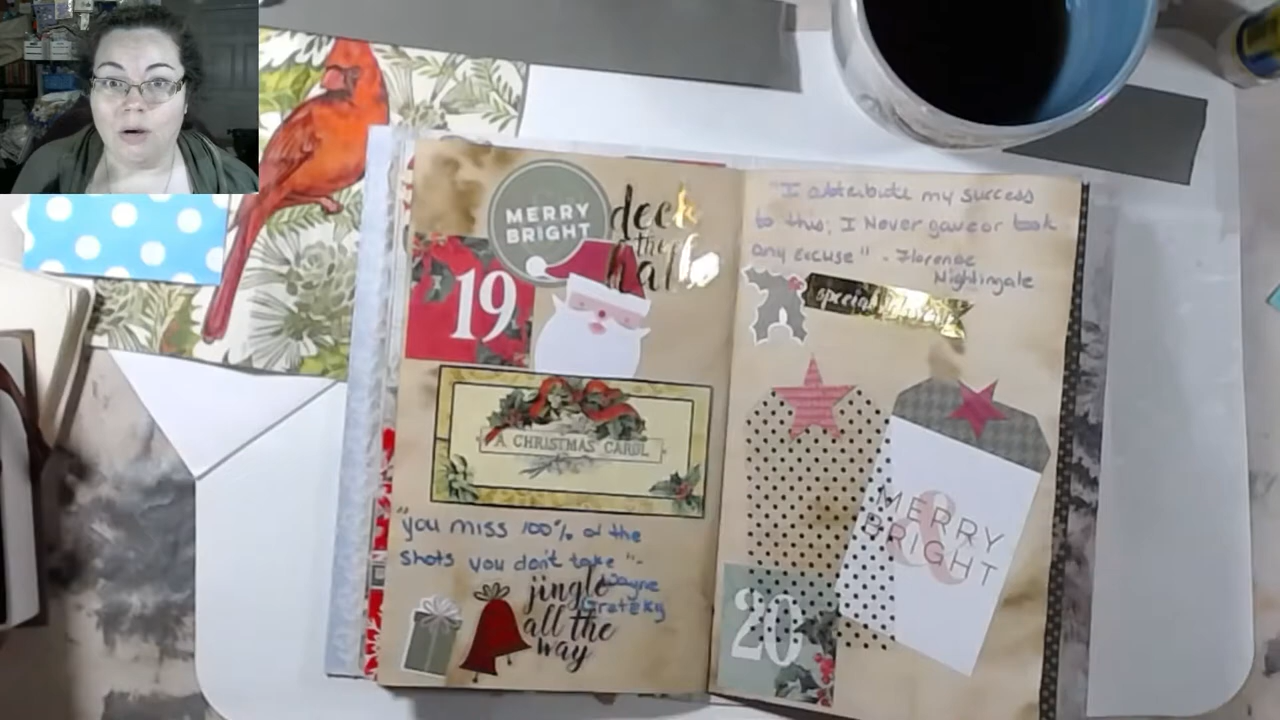 MERRY
BRIGHT
deck
the
halls
19
A CHRISTMAS CAROL
"you miss 100% of the
shots you don't take".
Wayne
Gratzky
jingle
all the
way
"I attribute my success
to this; I Never gave or took
any excuse" - Florence
Nightingale
special
MERRY
&
BRIGHT
20